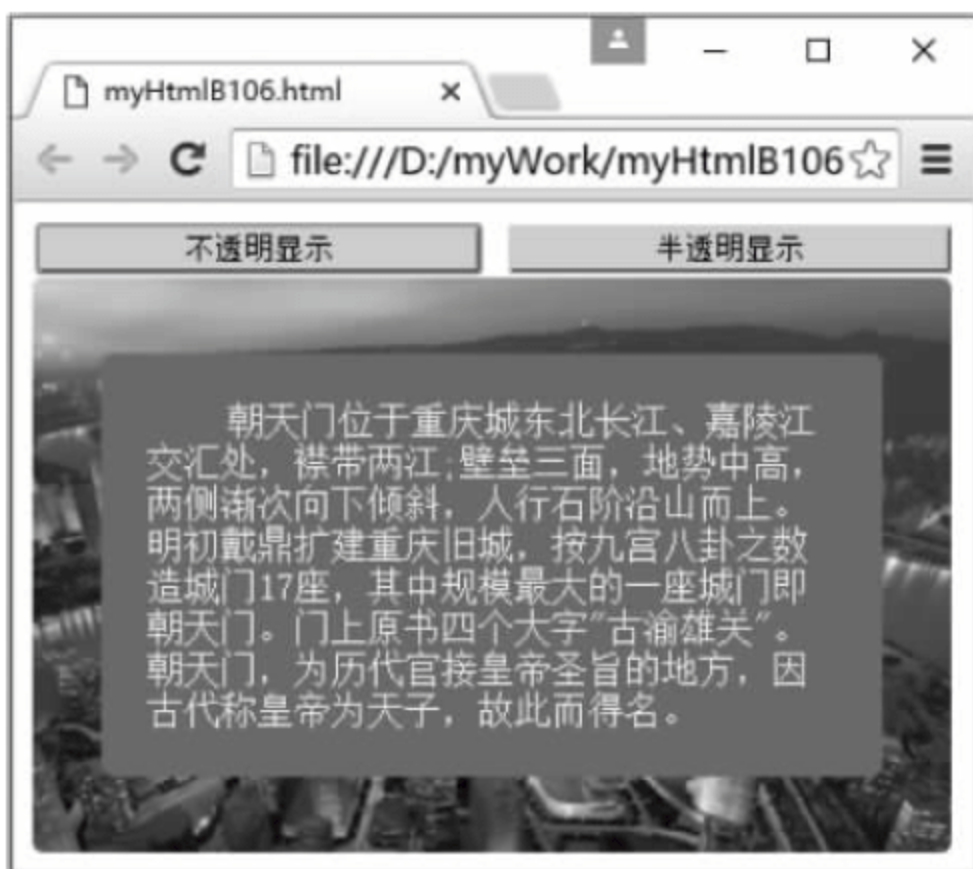 myHtmlB106.html
file:///D:/myWork/myHtmlB106
不透明显示 半透明显示
朝天门位于重庆城东北长江、嘉陵江
交汇处，襟带两江,壁垒三面，地势中高，
两侧渐次向下倾斜，人行石阶沿山而上。
明初戴鼎扩建重庆旧城，按九宫八卦之数
造城门17座，其中规模最大的一座城门即
朝天门。门上原书四个大字"古渝雄关"。
朝天门，为历代官接皇帝圣旨的地方，因
古代称皇帝为天子，故此而得名。